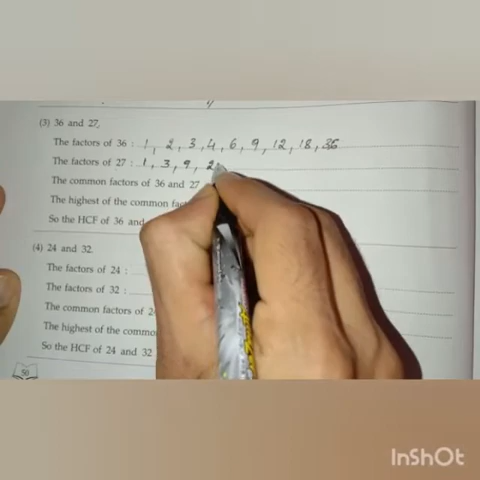 (3) 36 and 27.
The factors of 36 : 1, 2, 3, 4, 6, 9, 12, 18, 36
The factors of 27 : 1, 3, 9, 2
The common factors of 36 and 27
The highest of the common
So the HCF of 36 and
(4) 24 and 32.
The factors of 24 :
The factors of 32 :
The common factors of
The highest of the
So the HCF of 24 and 32
50
InShOt